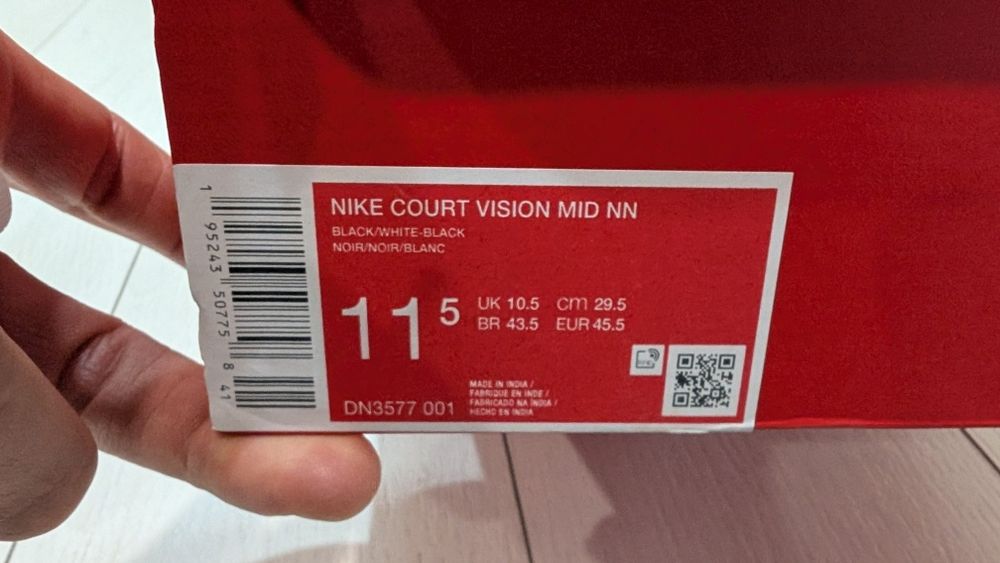 NIKE COURT VISION MID NN
BLACK/WHITE-BLACK
NOIR/NOIR/BLANC
11 5
UK 10.5 cm 29.5
BR 43.5 EUR 45.5
MADE IN INDIA /
FABRIQUE EN INDE /
FABRICADO NA ÍNDIA /
HECHO EN INDIA
DN3577 001
1 95243 50775 8 41